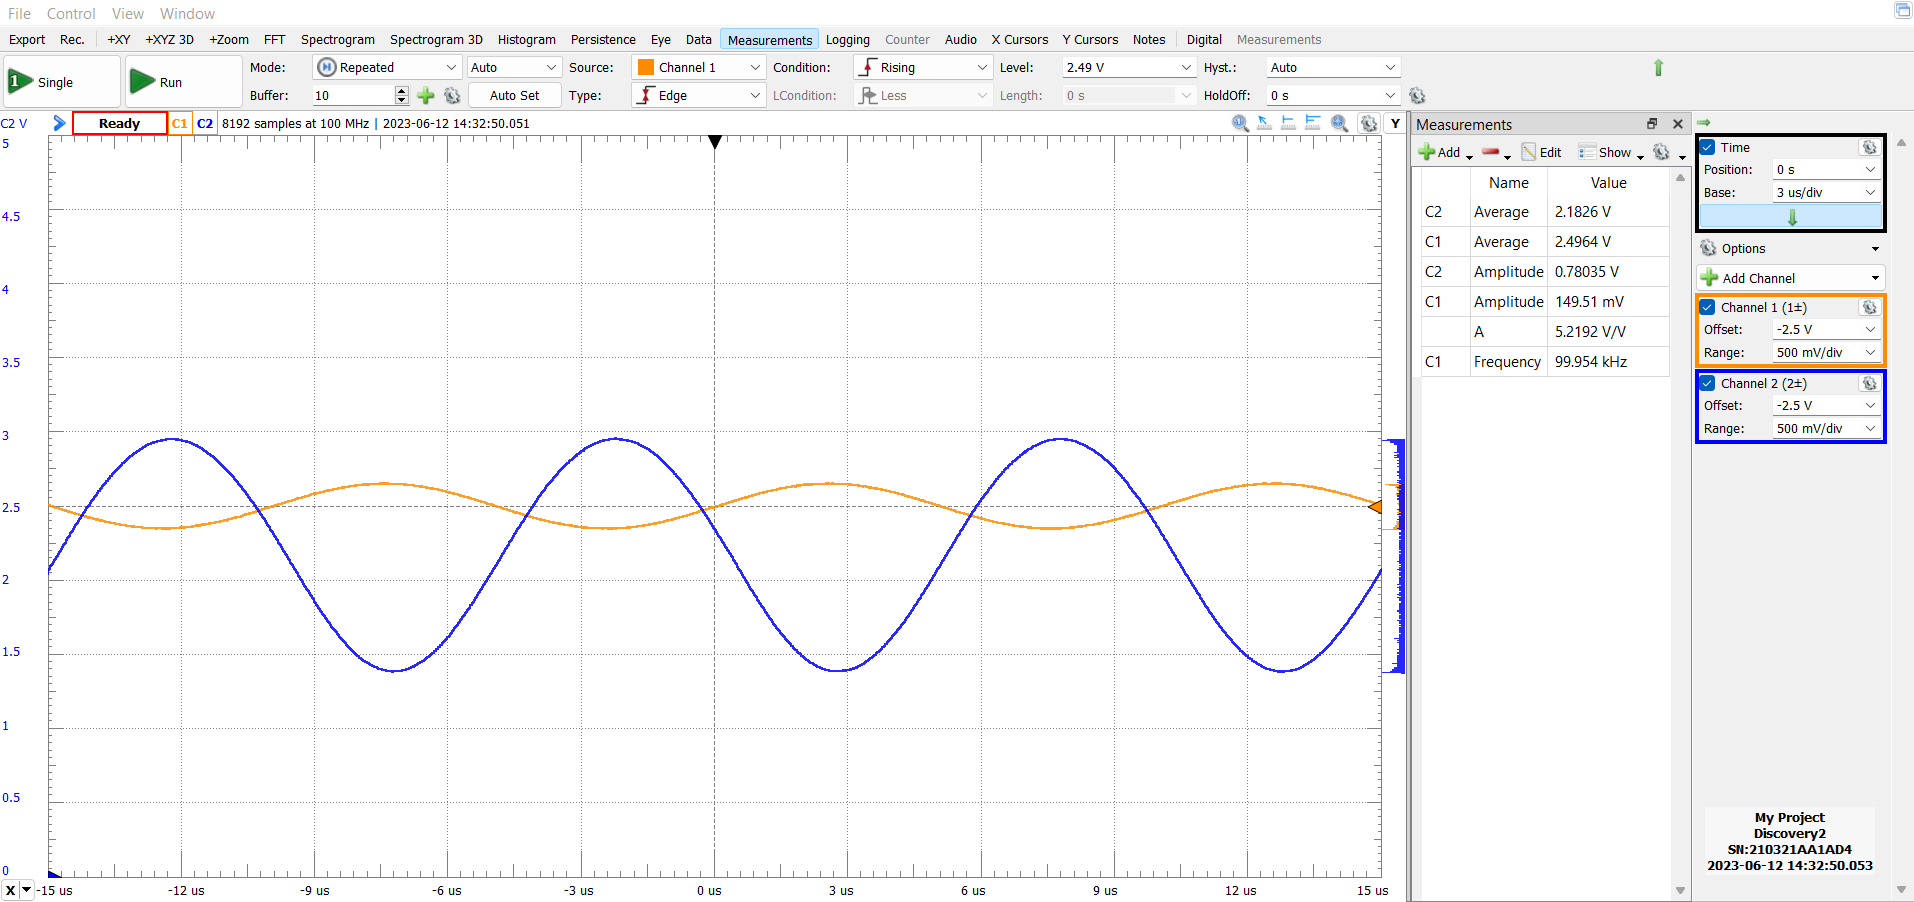 File Control View Window
Export Rec. +XY +XYZ 3D +Zoom FFT Spectrogram Spectrogram 3D Histogram Persistence Eye Data Measurements Logging Counter Audio X Cursors Y Cursors Notes Digital Measurements
1 Single Run Mode: Repeated Auto Source: Channel 1 Condition: Rising Level: 2.49 V Hyst.: Auto
Buffer: 10 Auto Set Type: Edge LCondition: Less Length: 0 s HoldOff: 0 s
C2 V Ready C1 C2 8192 samples at 100 MHz | 2023-06-12 14:32:50.051 Y
5
4.5
4
3.5
3
2.5
2
1.5
1
0.5
0
X -15 us -12 us -9 us -6 us -3 us 0 us 3 us 6 us 9 us 12 us 15 us
Measurements
Add Edit Show
Name Value
C2 Average 2.1826 V
C1 Average 2.4964 V
C2 Amplitude 0.78035 V
C1 Amplitude 149.51 mV
A 5.2192 V/V
C1 Frequency 99.954 kHz
Time
Position: 0 s
Base: 3 us/div
Options
Add Channel
Channel 1 (1±)
Offset: -2.5 V
Range: 500 mV/div
Channel 2 (2±)
Offset: -2.5 V
Range: 500 mV/div
My Project
Discovery2
SN:210321AA1AD4
2023-06-12 14:32:50.053